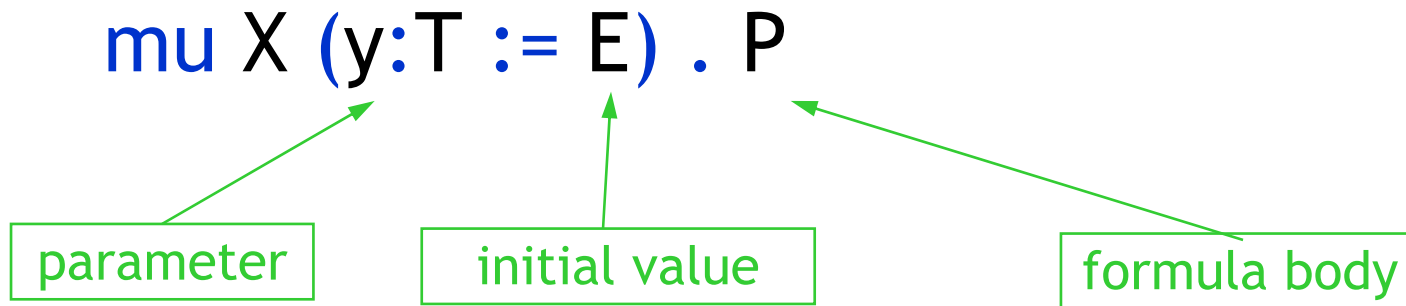 mu X (y:T := E) . P
parameter
initial value
formula body